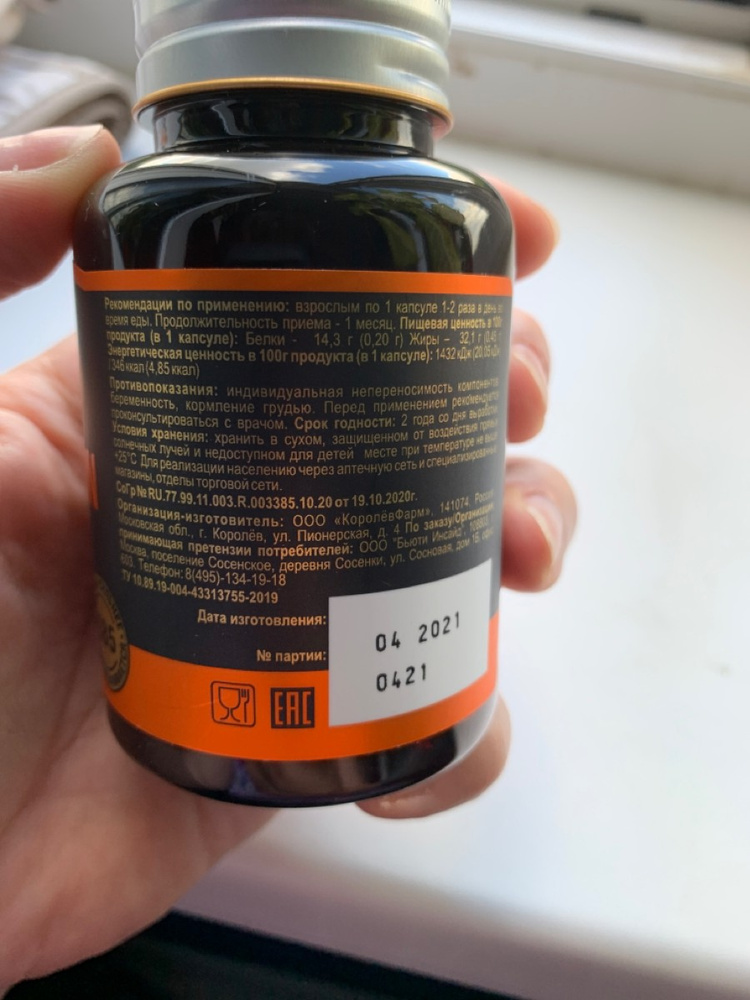 Рекомендации по применению: взрослым по 1 капсуле 1-2 раза в день во
время еды. Продолжительность приема - 1 месяц. Пищевая ценность в 100г
продукта (в 1 капсуле): Белки - 14,3 г (0,20 г) Жиры – 32,1 г
Энергетическая ценность в 100г продукта (в 1 капсуле): 1432 кДж
/ 346 ккал (4,85 ккал)
Противопоказания: индивидуальная непереносимость компонентов,
беременность, кормление грудью. Перед применением рекомендуется
проконсультироваться с врачом. Срок годности: 2 года со дня выработки.
Условия хранения: хранить в сухом, защищенном от воздействия прямых
солнечных лучей и недоступном для детей месте при температуре не выше
+25°С Для реализации населению через аптечную сеть и специализированные
магазины, отделы торговой сети.
СоГр № RU.77.99.11.003.R.003385.10.20 от 19.10.2020г.
Организация-изготовитель: ООО «КоролёвФарм», 141074, Россия,
Московская обл., г. Королёв, ул. Пионерская, д. 4 По заказу/Организация,
принимающая претензии потребителей: ООО "Бьюти Инсайд",
Москва, поселение Сосенское, деревня Сосенки, ул. Сосновая, дом 1В,
603. Телефон: 8(495)-134-19-18
ТУ 10.89.19-004-43313755-2019
Дата изготовления: 04 2021
№ партии: 0421
EAC